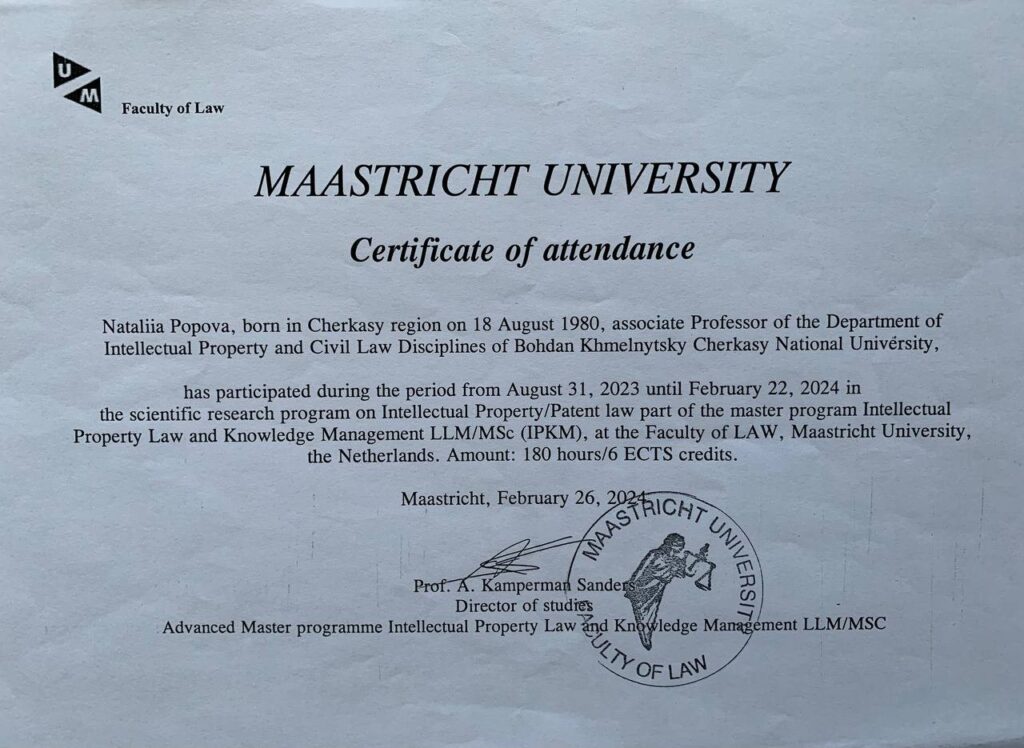 UM
Faculty of Law
MAASTRICHT UNIVERSITY
Certificate of attendance
Nataliia Popova, born in Cherkasy region on 18 August 1980, associate Professor of the Department of
Intellectual Property and Civil Law Disciplines of Bohdan Khmelnytsky Cherkasy National Univérsity,
has participated during the period from August 31, 2023 until February 22, 2024 in
the scientific research program on Intellectual Property/Patent law part of the master program Intellectual
Property Law and Knowledge Management LLM/MSc (IPKM), at the Faculty of LAW, Maastricht University,
the Netherlands. Amount: 180 hours/6 ECTS credits.
Maastricht, February 26, 2024
Prof. A. Kamperman Sanders
Director of studies
Advanced Master programme Intellectual Property Law and Knowledge Management LLM/MSC
MAASTRICHT UNIVERSITY
FACULTY OF LAW